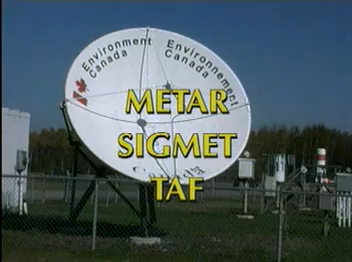 Environment
Canada
Environnement
Canada
METAR
SIGMET
TAF
Canada